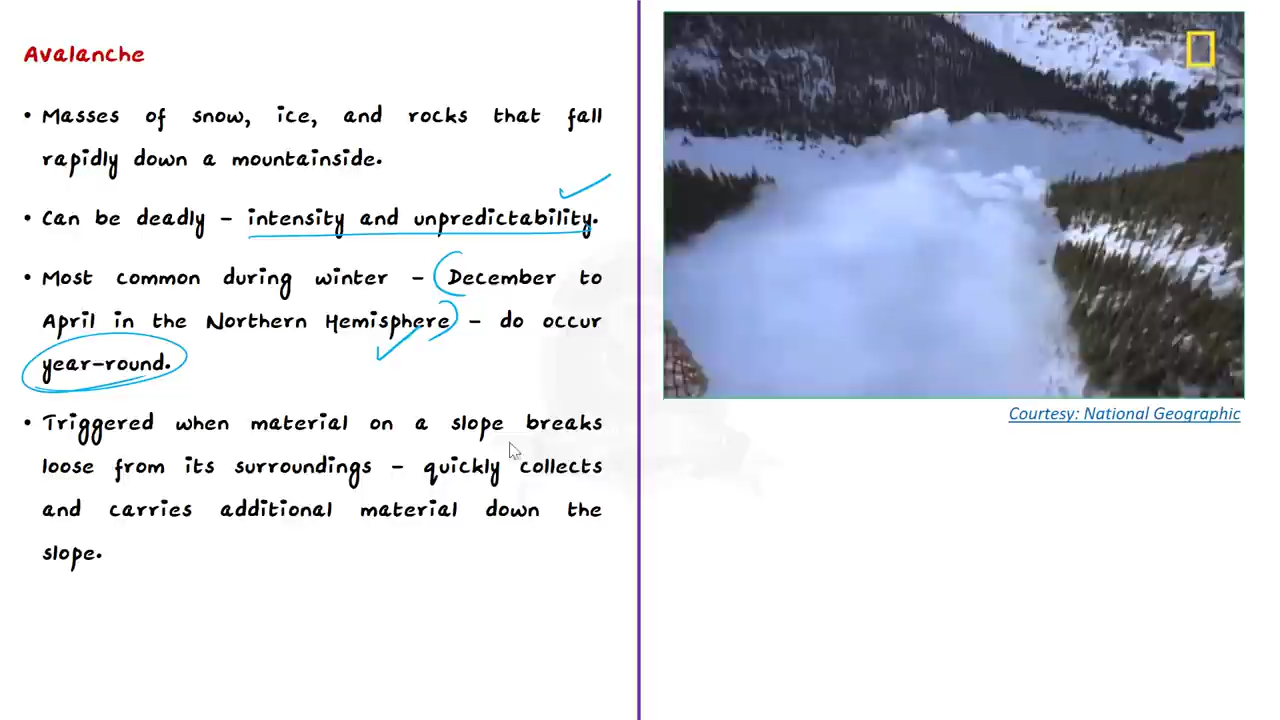 Avalanche
• Masses of snow, ice, and rocks that fall
rapidly down a mountainside.
• Can be deadly – intensity and unpredictability.
• Most common during winter – December to
April in the Northern Hemisphere – do occur
year-round.
• Triggered when material on a slope breaks
loose from its surroundings – quickly collects
and carries additional material down the
slope.
Courtesy: National Geographic